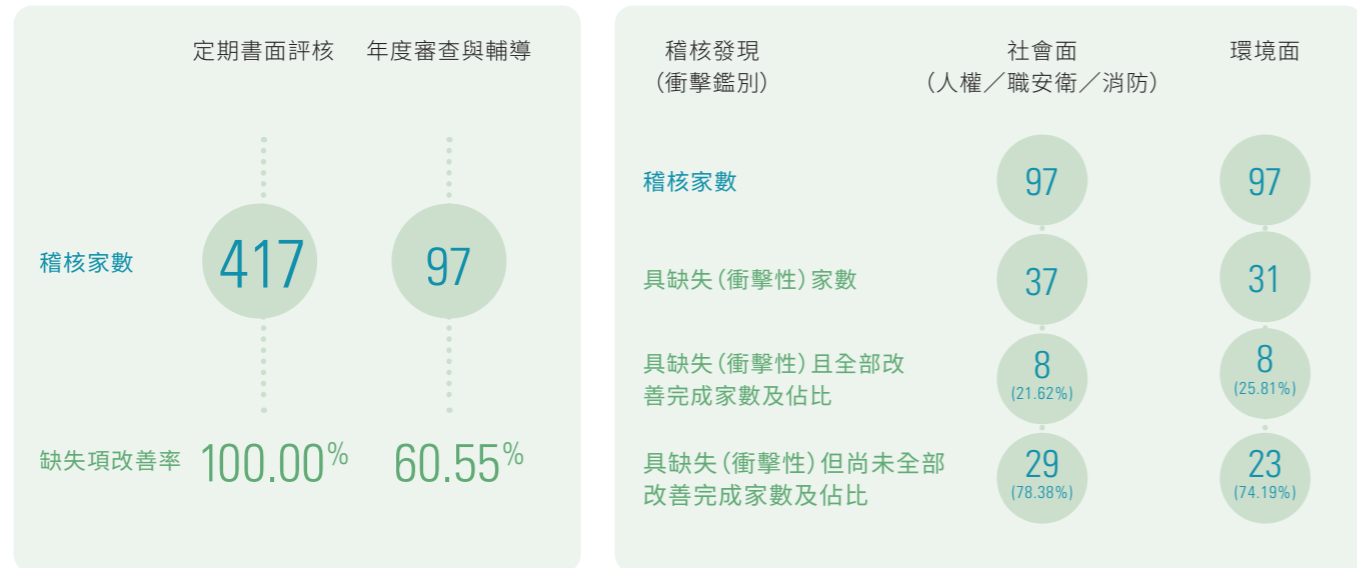 定期書面評核 年度審查與輔導
稽核家數 417 97
缺失項改善率 100.00% 60.55%
稽核發現 社會面 環境面
（衝擊鑑別） （人權／職安衛／消防）
稽核家數 97 97
具缺失（衝擊性）家數 37 31
具缺失（衝擊性）且全部改 8 8
善完成家數及佔比 (21.62%) (25.81%)
具缺失（衝擊性）但尚未全部 29 23
改善完成家數及佔比 (78.38%) (74.19%)